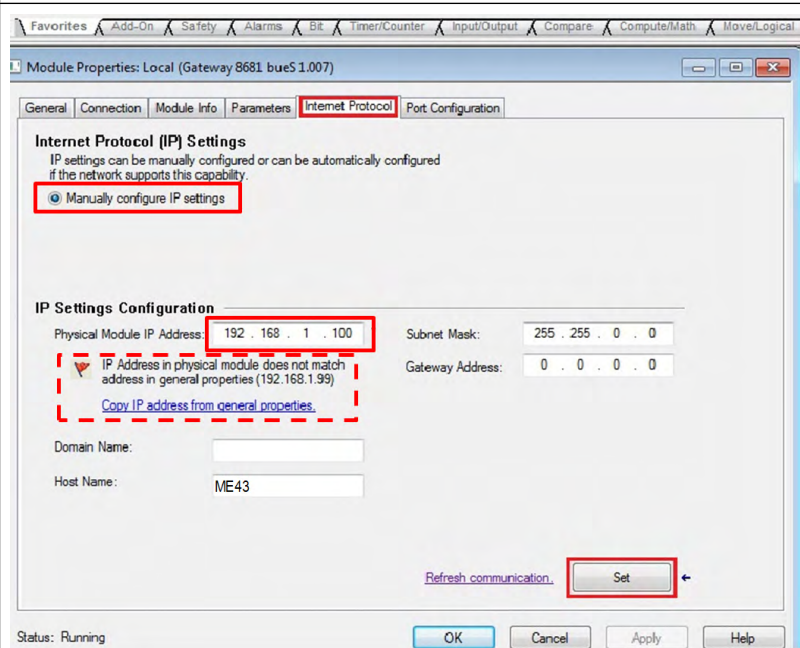 Favorites Add-On Safety Alarms Bit Timer/Counter Input/Output Compare Compute/Math Move/Logical
Module Properties: Local (Gateway 8681 bueS 1.007)
General Connection Module Info Parameters Internet Protocol Port Configuration
Internet Protocol (IP) Settings
IP settings can be manually configured or can be automatically configured
if the network supports this capability.
Manually configure IP settings
IP Settings Configuration
Physical Module IP Address: 192 . 168 . 1 . 100 Subnet Mask: 255 . 255 . 0 . 0
IP Address in physical module does not match
address in general properties (192.168.1.99)
Gateway Address: 0 . 0 . 0 . 0
Copy IP address from general properties.
Domain Name:
Host Name: ME43
Refresh communication. Set
Status: Running OK Cancel Apply Help